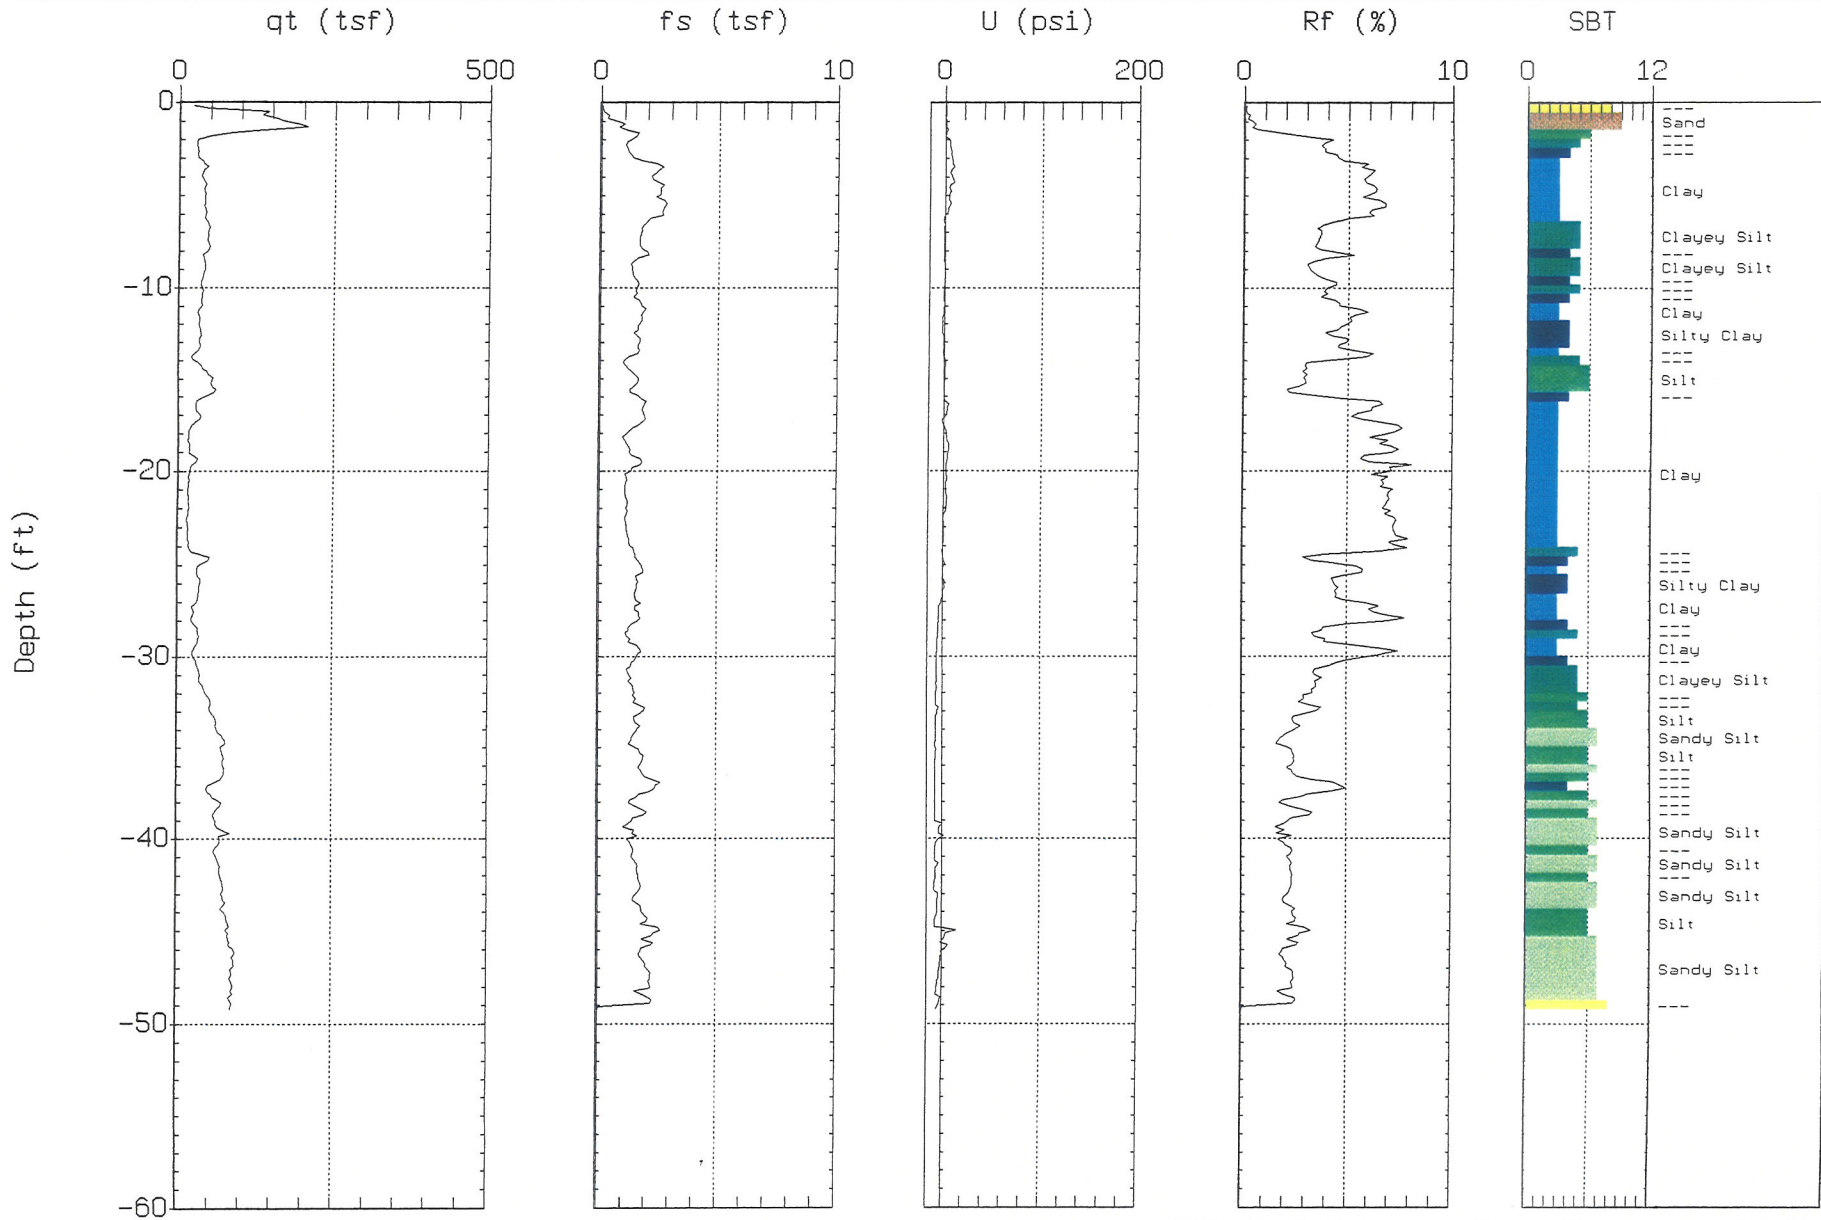 qt (tsf) fs (tsf) U (psi) Rf (%) SBT
0 500 0 10 0 200 0 10 0 12
0
---
Sand
---
---
---
Clay
Clayey Silt
---
Clayey Silt
-10
---
---
---
Clay
Silty Clay
---
---
Silt
---
-20
Clay
Depth (ft)
---
---
---
Silty Clay
Clay
---
---
Clay
-30
---
Clayey Silt
---
---
Silt
Sandy Silt
Silt
---
---
---
---
---
---
Sandy Silt
-40
---
Sandy Silt
---
Sandy Silt
Silt
Sandy Silt
---
-50
-60